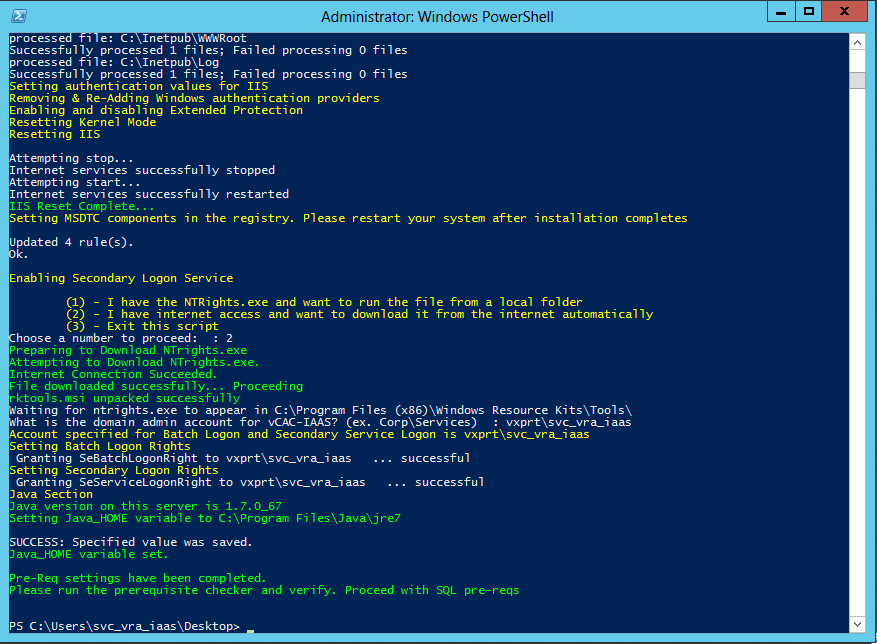 Administrator: Windows PowerShell
processed file: C:\Inetpub\WWWRoot
Successfully processed 1 files; Failed processing 0 files
processed file: C:\Inetpub\Log
Successfully processed 1 files; Failed processing 0 files
Setting authentication values for IIS
Removing & Re-Adding Windows authentication providers
Enabling and disabling Extended Protection
Resetting Kernel Mode
Resetting IIS
Attempting stop...
Internet services successfully stopped
Attempting start...
Internet services successfully restarted
IIS Reset Complete...
Setting MSDTC components in the registry. Please restart your system after installation completes
Updated 4 rule(s).
Ok.
Enabling Secondary Logon Service
(1) - I have the NTRights.exe and want to run the file from a local folder
(2) - I have internet access and want to download it from the internet automatically
(3) - Exit this script
Choose a number to proceed:  : 2
Preparing to Download NTrights.exe
Attempting to Download NTrights.exe.
Internet Connection Succeeded.
File downloaded successfully... Proceeding
rktools.msi unpacked successfully
Waiting for ntrights.exe to appear in C:\Program Files (x86)\Windows Resource Kits\Tools\
What is the domain admin account for vCAC-IAAS? (ex. Corp\Services)  : vxprt\svc_vra_iaas
Account specified for Batch Logon and Secondary Service Logon is vxprt\svc_vra_iaas
Setting Batch Logon Rights
Granting SeBatchLogonRight to vxprt\svc_vra_iaas   ... successful
Setting Secondary Logon Rights
Granting SeServiceLogonRight to vxprt\svc_vra_iaas   ... successful
Java Section
Java version on this server is 1.7.0_67
Setting Java_HOME variable to C:\Program Files\Java\jre7
SUCCESS: Specified value was saved.
Java_HOME variable set.
Pre-Req settings have been completed.
Please run the prerequisite checker and verify. Proceed with SQL pre-reqs
PS C:\Users\svc_vra_iaas\Desktop> _